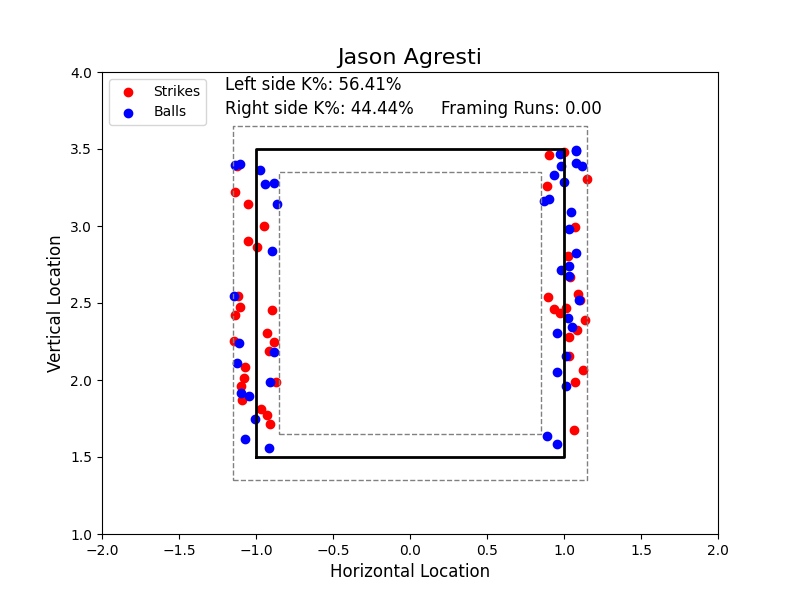 Jason Agresti
Strikes
Balls
Left side K%: 56.41%
Right side K%: 44.44%
Framing Runs: 0.00
4.0
3.5
3.0
2.5
2.0
1.5
1.0
Vertical Location
−2.0
−1.5
−1.0
−0.5
0.0
0.5
1.0
1.5
2.0
Horizontal Location